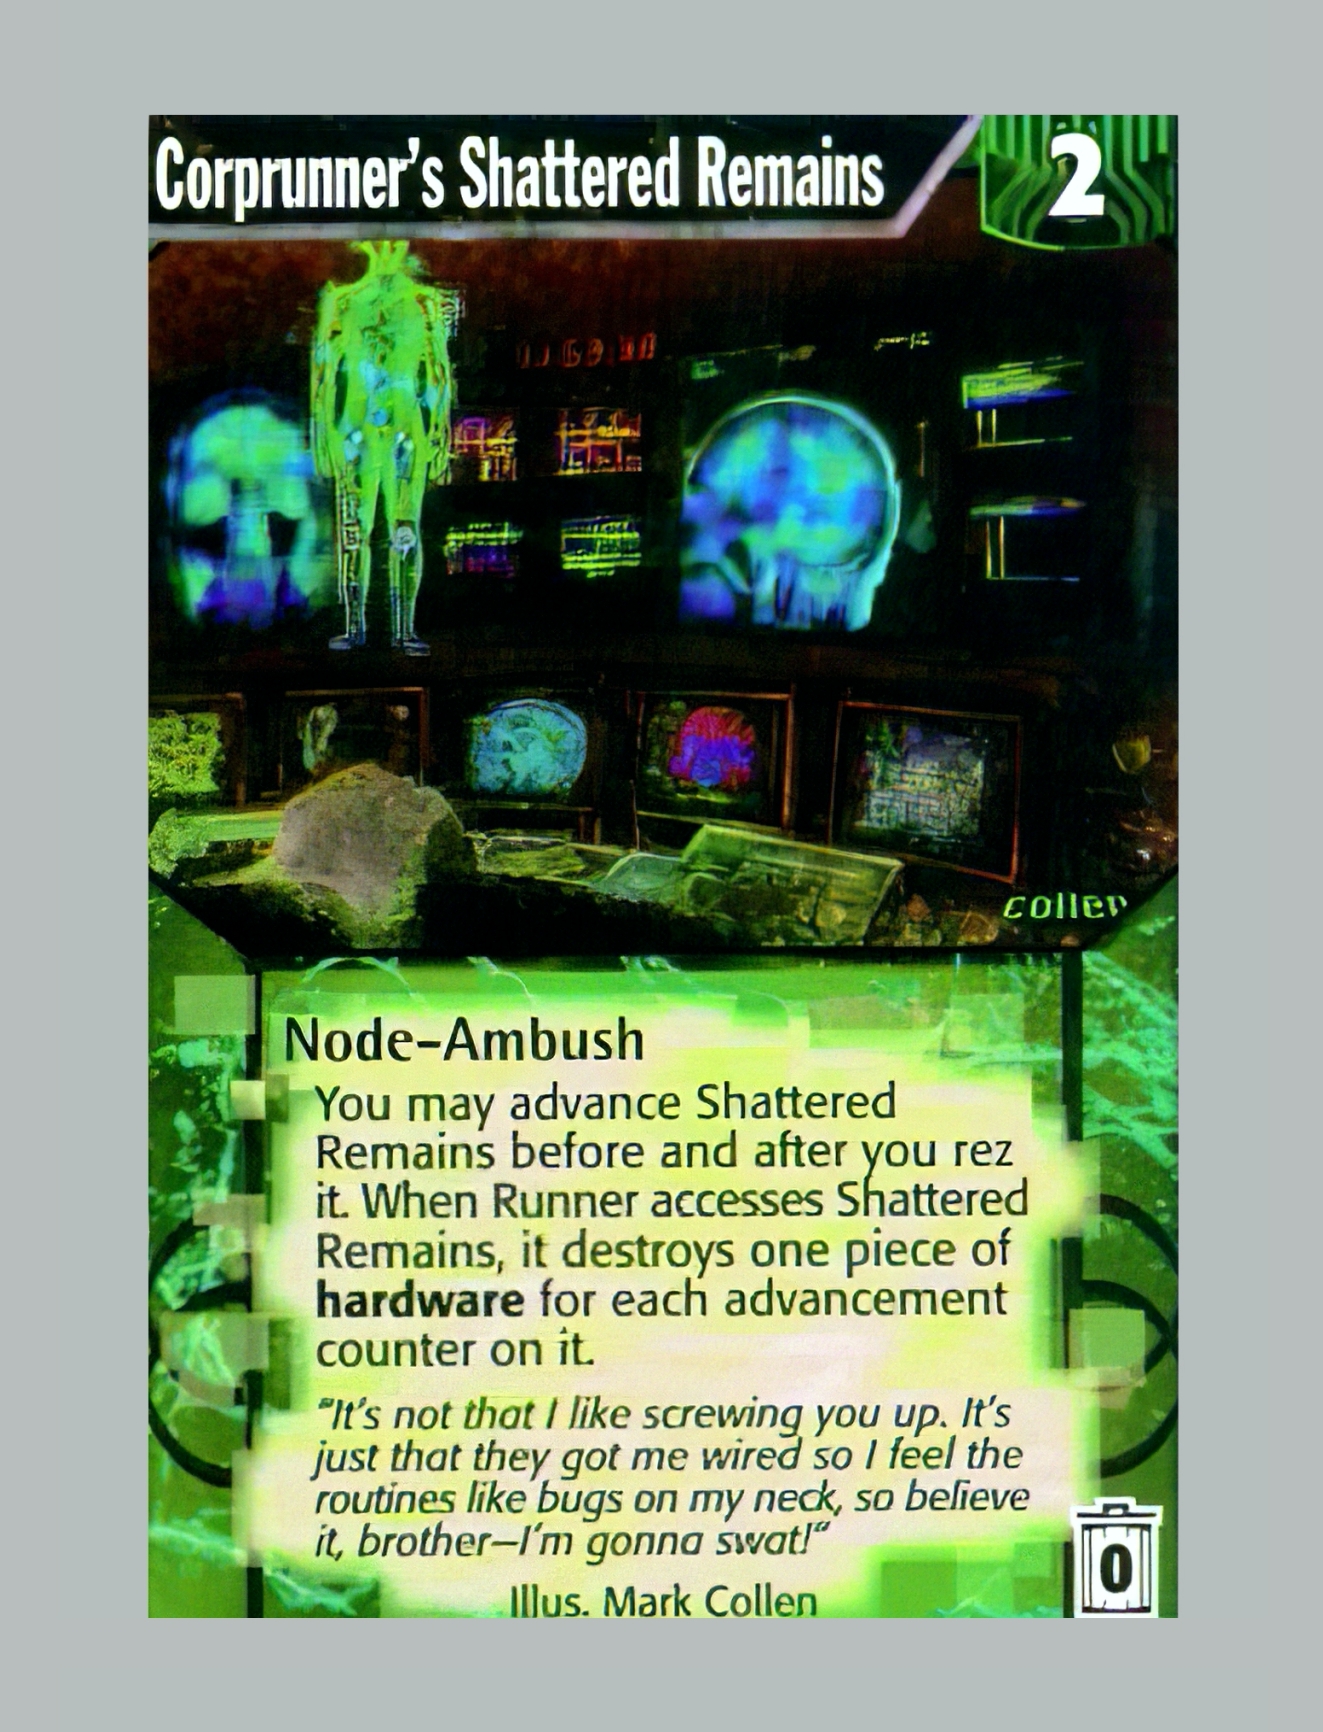 Corprunner's Shattered Remains
2
collen
Node-Ambush
You may advance Shattered
Remains before and after you rez
it. When Runner accesses Shattered
Remains, it destroys one piece of
hardware for each advancement
counter on it.
"It's not that I like screwing you up. It's
just that they got me wired so I feel the
routines like bugs on my neck, so believe
it, brother—I'm gonna swat!"
0
Illus. Mark Collen